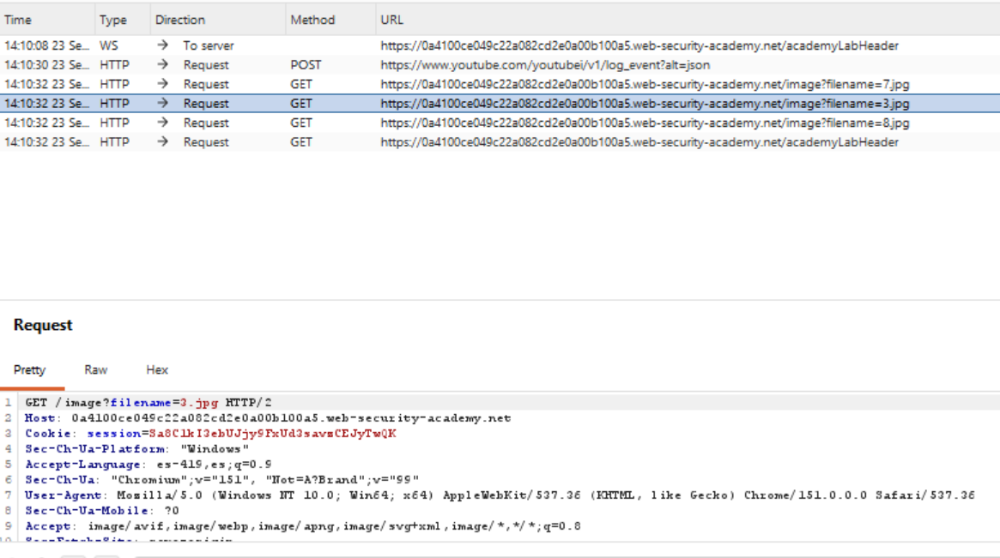 Time Type Direction Method URL
14:10:08 23 Se... WS → To server https://0a4100ce049c22a082cd2e0a00b100a5.web-security-academy.net/academyLabHeader
14:10:30 23 Se... HTTP → Request POST https://www.youtube.com/youtubei/v1/log_event?alt=json
14:10:32 23 Se... HTTP → Request GET https://0a4100ce049c22a082cd2e0a00b100a5.web-security-academy.net/image?filename=7.jpg
14:10:32 23 Se... HTTP → Request GET https://0a4100ce049c22a082cd2e0a00b100a5.web-security-academy.net/image?filename=3.jpg
14:10:32 23 Se... HTTP → Request GET https://0a4100ce049c22a082cd2e0a00b100a5.web-security-academy.net/image?filename=8.jpg
14:10:32 23 Se... HTTP → Request GET https://0a4100ce049c22a082cd2e0a00b100a5.web-security-academy.net/academyLabHeader
Request
Pretty Raw Hex
1 GET /image?filename=3.jpg HTTP/2
2 Host: 0a4100ce049c22a082cd2e0a00b100a5.web-security-academy.net
3 Cookie: session=Sa8ClkI3ebUJjy9FxUd3savsCEJyTwQK
4 Sec-Ch-Ua-Platform: "Windows"
5 Accept-Language: es-419,es;q=0.9
6 Sec-Ch-Ua: "Chromium";v="151", "Not=A?Brand";v="99"
7 User-Agent: Mozilla/5.0 (Windows NT 10.0; Win64; x64) AppleWebKit/537.36 (KHTML, like Gecko) Chrome/151.0.0.0 Safari/537.36
8 Sec-Ch-Ua-Mobile: ?0
9 Accept: image/avif,image/webp,image/apng,image/svg+xml,image/*,*/*;q=0.8